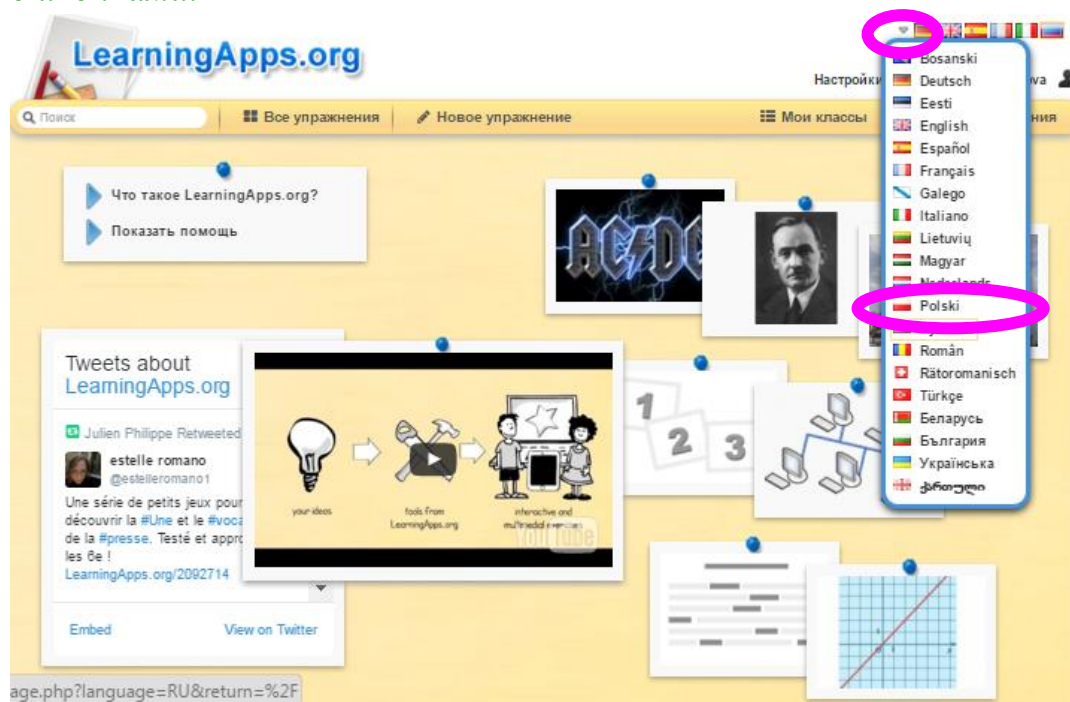 LearningApps.org
Настройки
Поиск
Все упражнения
Новое упражнение
Мои классы
Что такое LearningApps.org?
Показать помощь
AC/DC
Bosanski
Deutsch
Eesti
English
Español
Français
Galego
Italiano
Lietuvių
Magyar
Nederlands
Polski
Român
Rätoromanisch
Türkçe
Беларусь
България
Українська
ქართული
Tweets about
LearningApps.org
Julien Philippe Retweeted
estelle romano
@estelleromano1
Une série de petits jeux pour
découvrir la #Une et le #voca
de la #presse. Testé et appro
les 6e !
LearningApps.org/2092714
Embed
View on Twitter
your ideas
tools from
LearningApps.org
interactive and
multimedial exercises
YouTube
1
2
3
age.php?language=RU&return=%2F